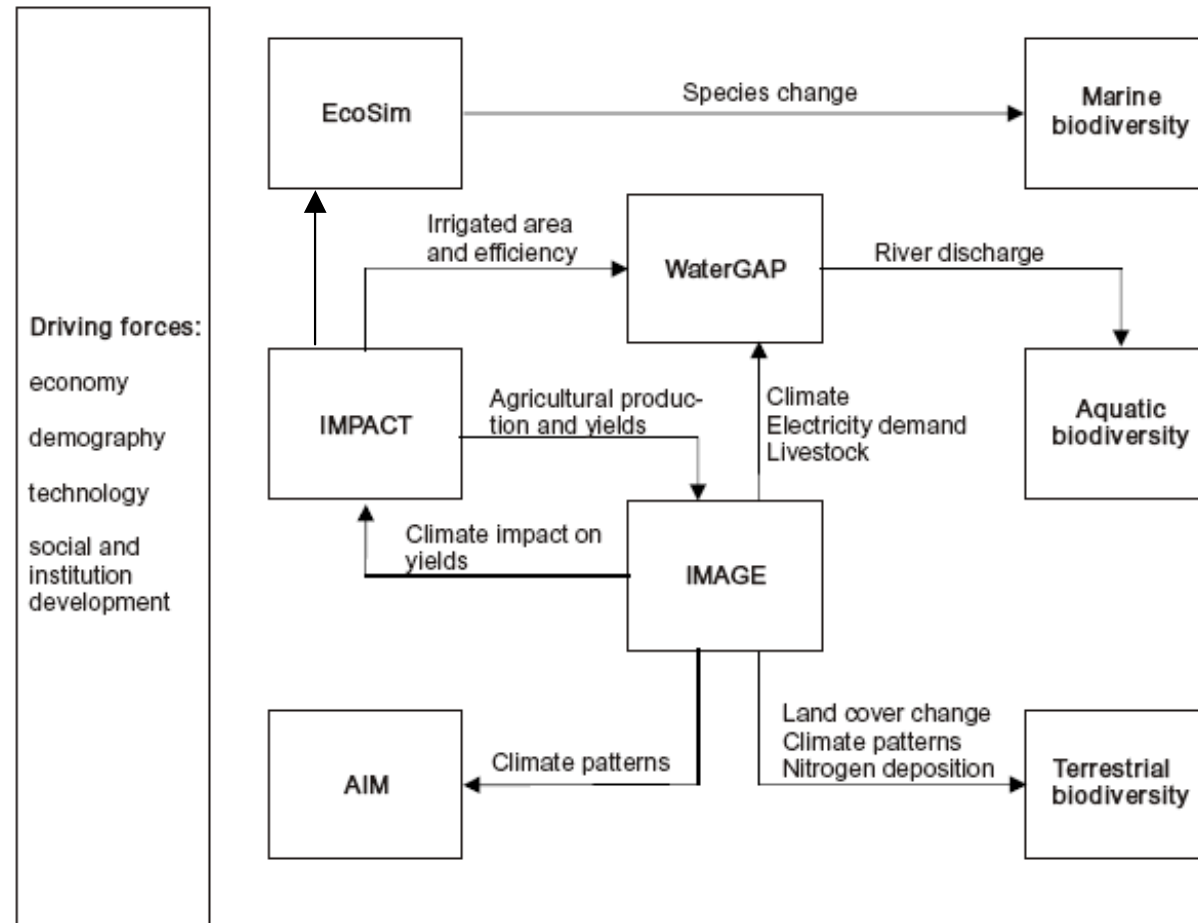 Driving forces:
economy
demography
technology
social and
institution
development
EcoSim
Species change
Marine
biodiversity
Irrigated area
and efficiency
WaterGAP
River discharge
IMPACT
Agricultural produc-
tion and yields
Climate
Electricity demand
Livestock
Aquatic
biodiversity
Climate impact on
yields
IMAGE
AIM
Climate patterns
Land cover change
Climate patterns
Nitrogen deposition
Terrestrial
biodiversity